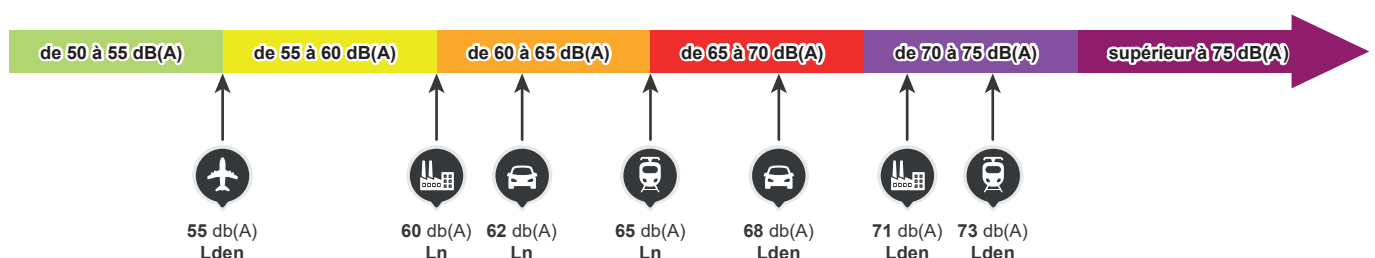 de 50 à 55 dB(A)
de 55 à 60 dB(A)
de 60 à 65 dB(A)
de 65 à 70 dB(A)
de 70 à 75 dB(A)
supérieur à 75 dB(A)
55 db(A)
Lden
60 db(A)
Ln
62 db(A)
Ln
65 db(A)
Ln
68 db(A)
Lden
71 db(A)
Lden
73 db(A)
Lden